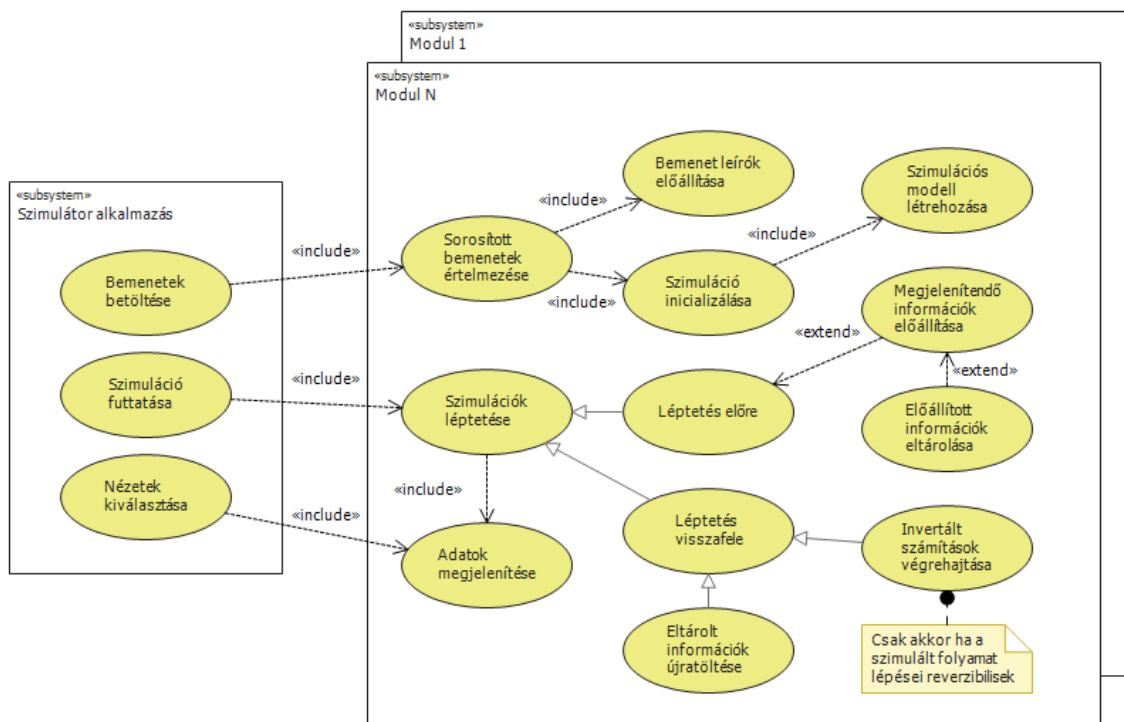 «subsystem»
Modul 1
«subsystem»
Modul N
«subsystem»
Szimulátor alkalmazás
Bemenetek
betöltése
Szimuláció
futtatása
Nézetek
kiválasztása
«include»
«include»
«include»
Sorosított
bemenetek
értelmezése
«include»
«include»
Bemenet leírók
előállítása
Szimuláció
inicializálása
«include»
Szimulációs
modell
létrehozása
Megjelenítendő
információk
előállítása
«extend»
«extend»
Szimulációk
léptetése
Léptetés előre
Előállított
információk
eltárolása
«include»
Adatok
megjelenítése
Léptetés
visszafele
Invertált
számítások
végrehajtása
Eltárolt
információk
újratöltése
Csak akkor ha a
szimulált folyamat
lépései reverzibilisek